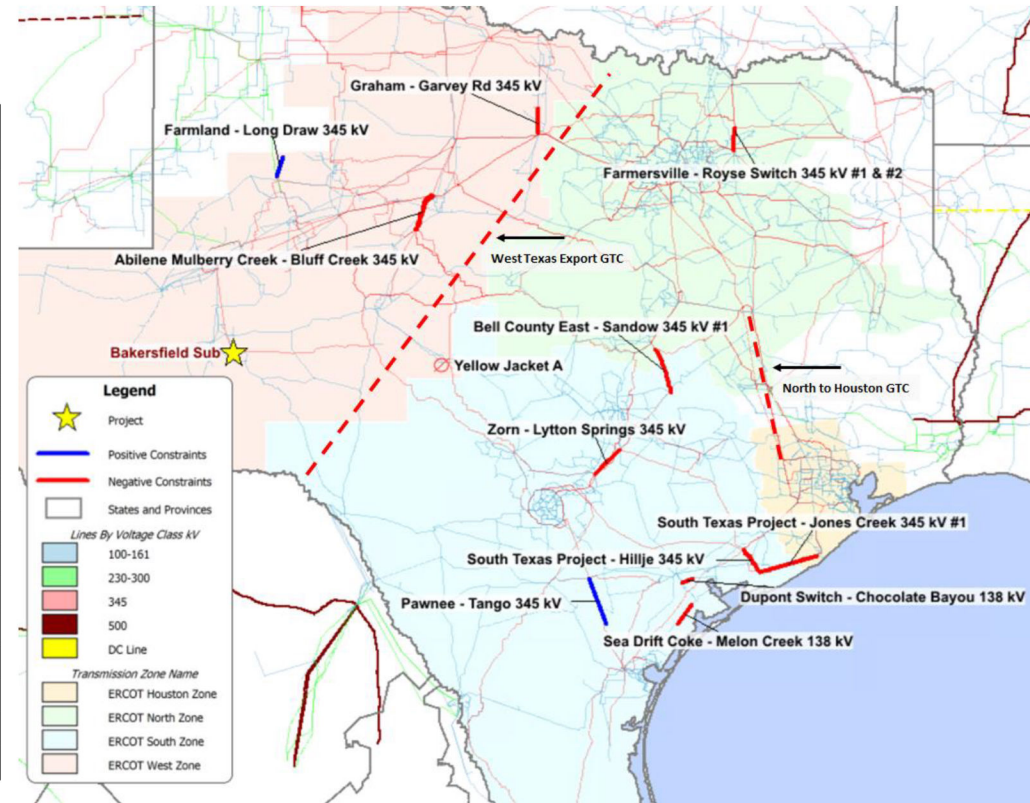 Graham - Garvey Rd 345 kV
Farmland - Long Draw 345 kV
Farmersville - Royse Switch 345 kV #1 & #2
Abilene Mulberry Creek - Bluff Creek 345 kV
West Texas Export GTC
Bell County East - Sandow 345 kV #1
Bakersfield Sub
Yellow Jacket A
North to Houston GTC
Zorn - Lytton Springs 345 kV
South Texas Project - Jones Creek 345 kV #1
South Texas Project - Hillje 345 kV
Pawnee - Tango 345 kV
Dupont Switch - Chocolate Bayou 138 kV
Sea Drift Coke - Melon Creek 138 kV
Legend
Project
Positive Constraints
Negative Constraints
States and Provinces
Lines By Voltage Class kV
100-161
230-300
345
500
DC Line
Transmission Zone Name
ERCOT Houston Zone
ERCOT North Zone
ERCOT South Zone
ERCOT West Zone